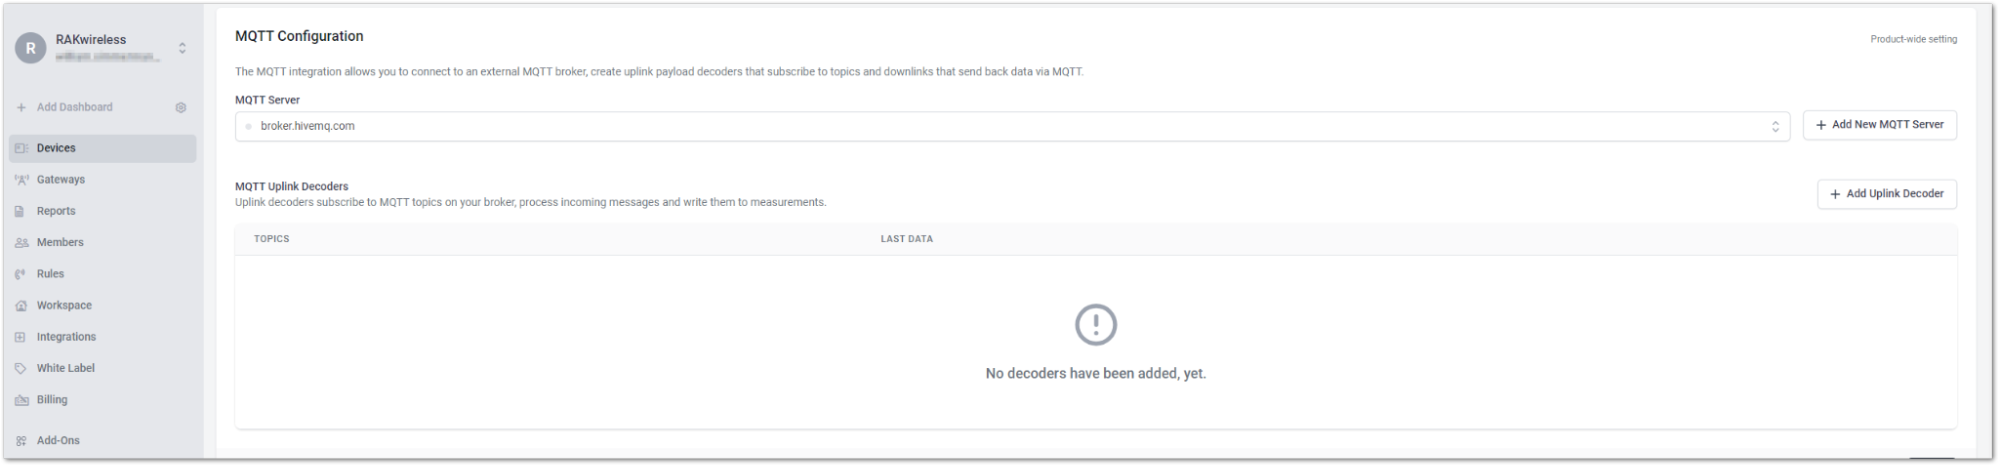 R
RAKwireless
Add Dashboard
Devices
Gateways
Reports
Members
Rules
Workspace
Integrations
White Label
Billing
Add-Ons
MQTT Configuration
Product-wide setting
The MQTT integration allows you to connect to an external MQTT broker, create uplink payload decoders that subscribe to topics and downlinks that send back data via MQTT.
MQTT Server
broker.hivemq.com
+ Add New MQTT Server
MQTT Uplink Decoders
Uplink decoders subscribe to MQTT topics on your broker, process incoming messages and write them to measurements.
+ Add Uplink Decoder
TOPICS LAST DATA
No decoders have been added, yet.